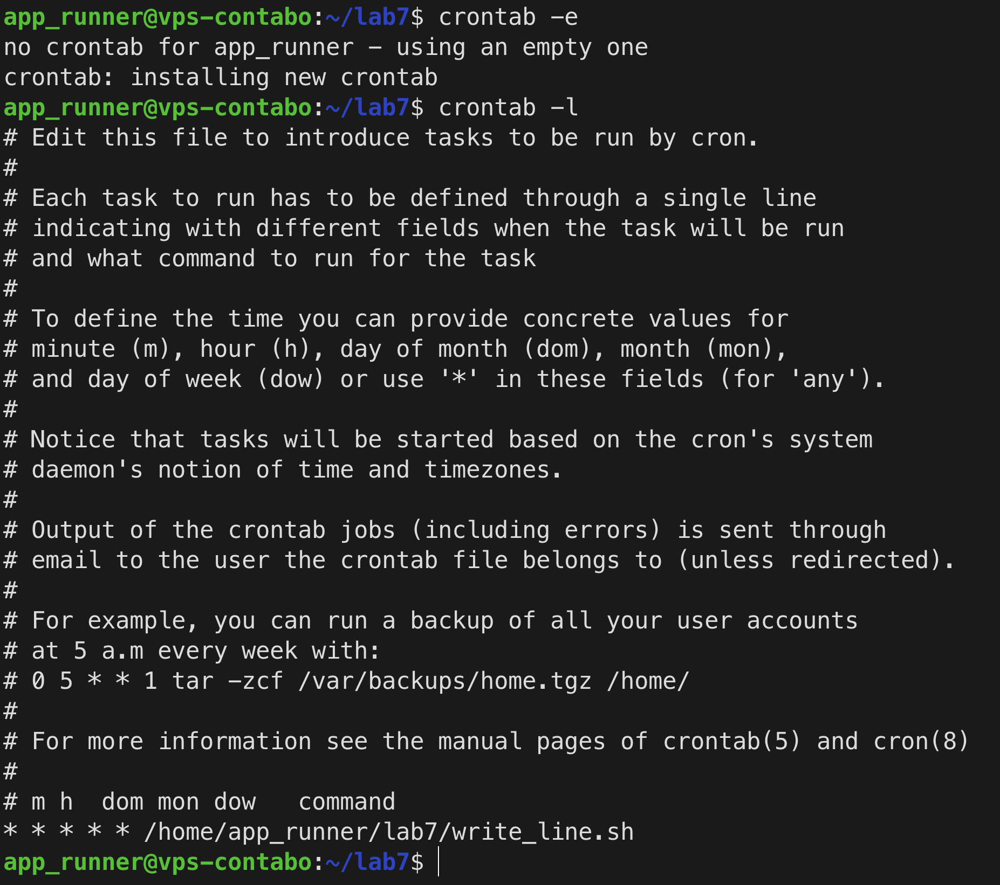 app_runner@vps-contabo:~/lab7$ crontab -e
no crontab for app_runner - using an empty one
crontab: installing new crontab
app_runner@vps-contabo:~/lab7$ crontab -l
# Edit this file to introduce tasks to be run by cron.
#
# Each task to run has to be defined through a single line
# indicating with different fields when the task will be run
# and what command to run for the task
#
# To define the time you can provide concrete values for
# minute (m), hour (h), day of month (dom), month (mon),
# and day of week (dow) or use '*' in these fields (for 'any').
#
# Notice that tasks will be started based on the cron's system
# daemon's notion of time and timezones.
#
# Output of the crontab jobs (including errors) is sent through
# email to the user the crontab file belongs to (unless redirected).
#
# For example, you can run a backup of all your user accounts
# at 5 a.m every week with:
# 0 5 * * 1 tar -zcf /var/backups/home.tgz /home/
#
# For more information see the manual pages of crontab(5) and cron(8)
#
# m h  dom mon dow   command
* * * * * /home/app_runner/lab7/write_line.sh
app_runner@vps-contabo:~/lab7$